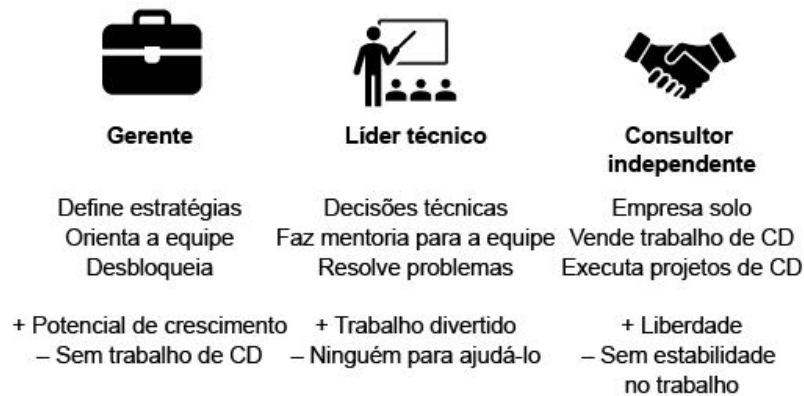 Gerente
Define estratégias
Orienta a equipe
Desbloqueia
+ Potencial de crescimento
– Sem trabalho de CD
Líder técnico
Decisões técnicas
Faz mentoria para a equipe
Resolve problemas
+ Trabalho divertido
– Ninguém para ajudá-lo
Consultor
independente
Empresa solo
Vende trabalho de CD
Executa projetos de CD
+ Liberdade
– Sem estabilidade
no trabalho